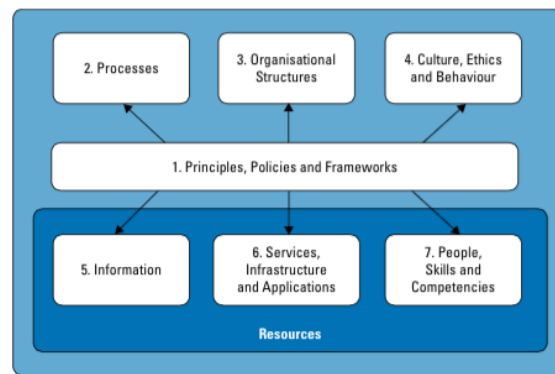 2. Processes
3. Organisational
Structures
4. Culture, Ethics
and Behaviour
1. Principles, Policies and Frameworks
5. Information
6. Services,
Infrastructure
and Applications
7. People,
Skills and
Competencies
Resources